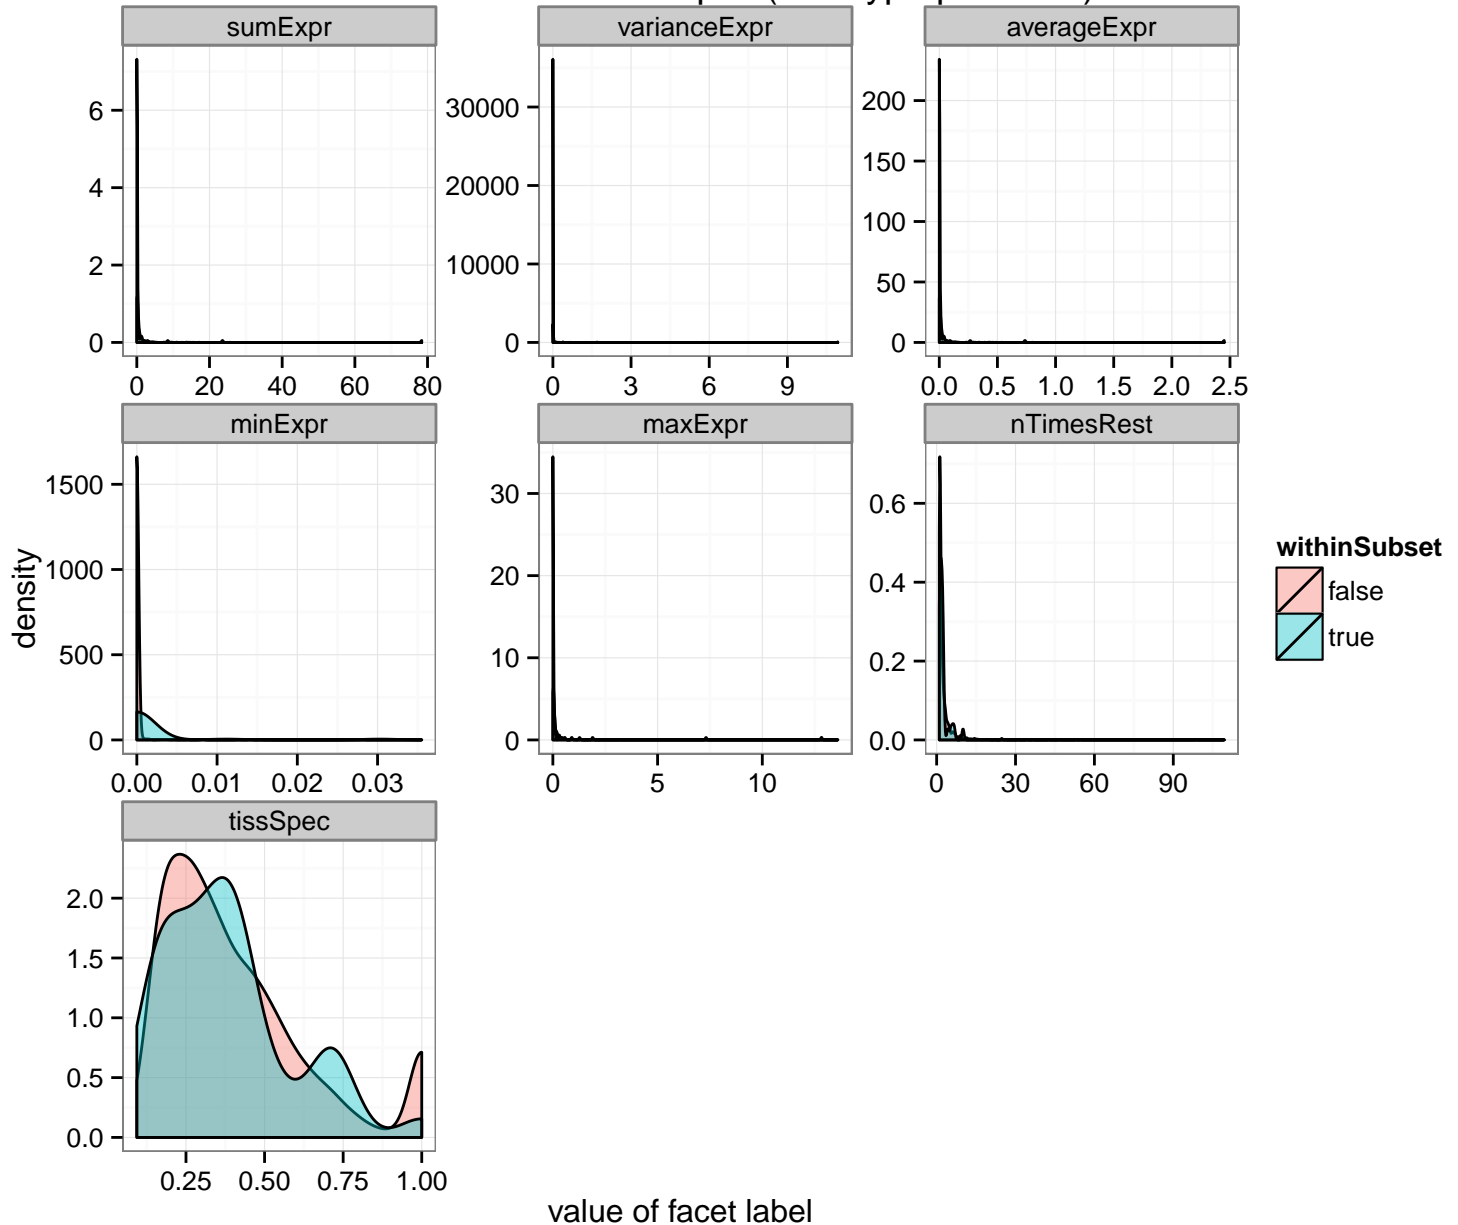 sumExpr varianceExpr averageExpr
6
4
2
0
0 20 40 60 80
30000
20000
10000
0
0 3 6 9
200
150
100
50
0
0.0 0.5 1.0 1.5 2.0 2.5
minExpr maxExpr nTimesRest
1500
1000
500
0
0.00 0.01 0.02 0.03
30
20
10
0
0 5 10
0.6
0.4
0.2
0.0
0 30 60 90
density
withinSubset
false
true
tissSpec
2.0
1.5
1.0
0.5
0.0
0.25 0.50 0.75 1.00
value of facet label